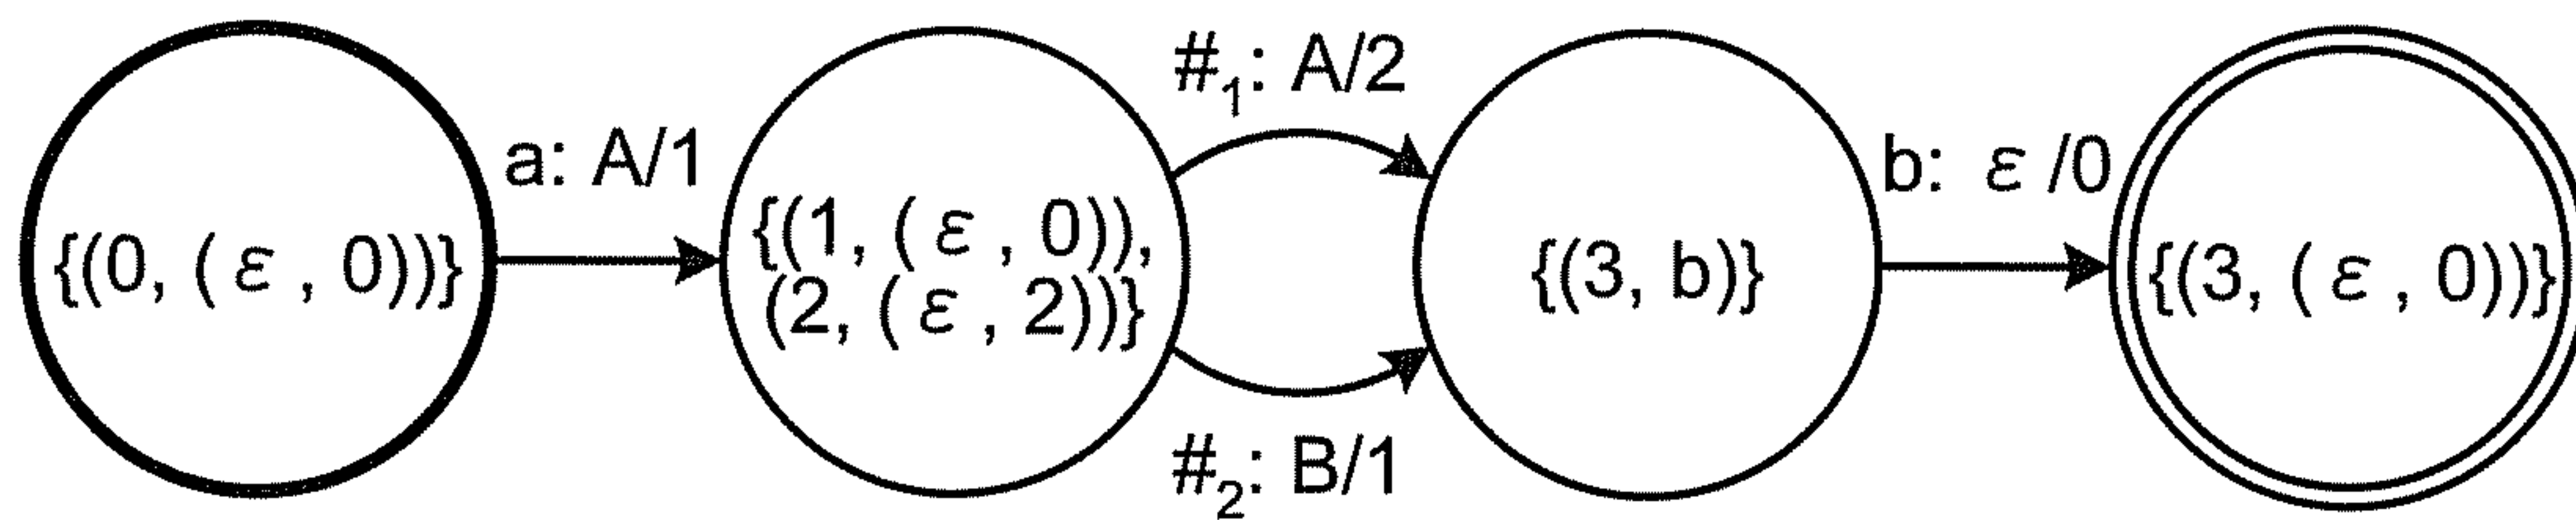 {(0, ( ε , 0))}
a: A/1
{(1, ( ε , 0)),
(2, ( ε , 2))}
#₁: A/2
#₂: B/1
{(3, b)}
b: ε /0
{(3, ( ε , 0))}